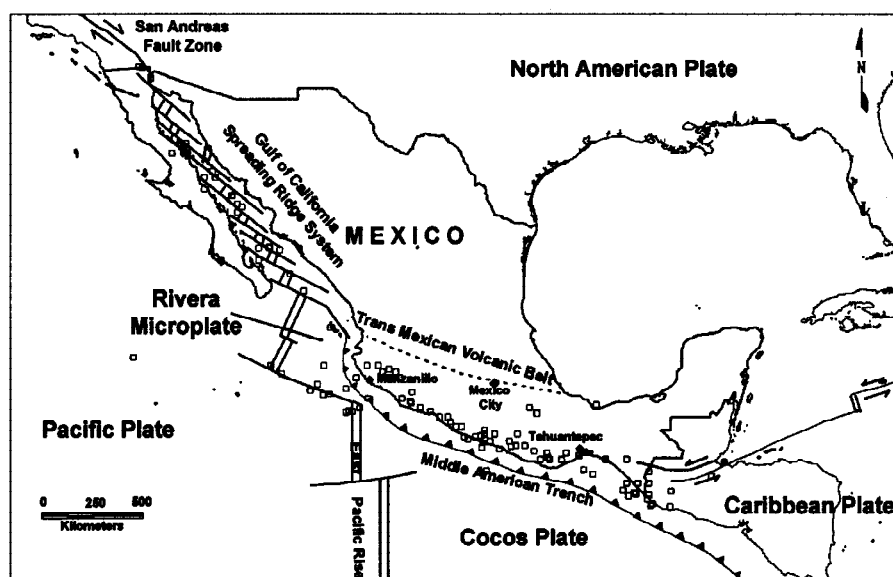 San Andreas
Fault Zone
North American Plate
N
Gulf of California
Spreading Ridge System
MEXICO
Rivera
Microplate
Trans Mexican Volcanic Belt
Manzanillo
Mexico
City
Pacific Plate
Tehuantepec
Middle American Trench
East
Pacific Rise
Caribbean Plate
Cocos Plate
0 250 500
Kilometers